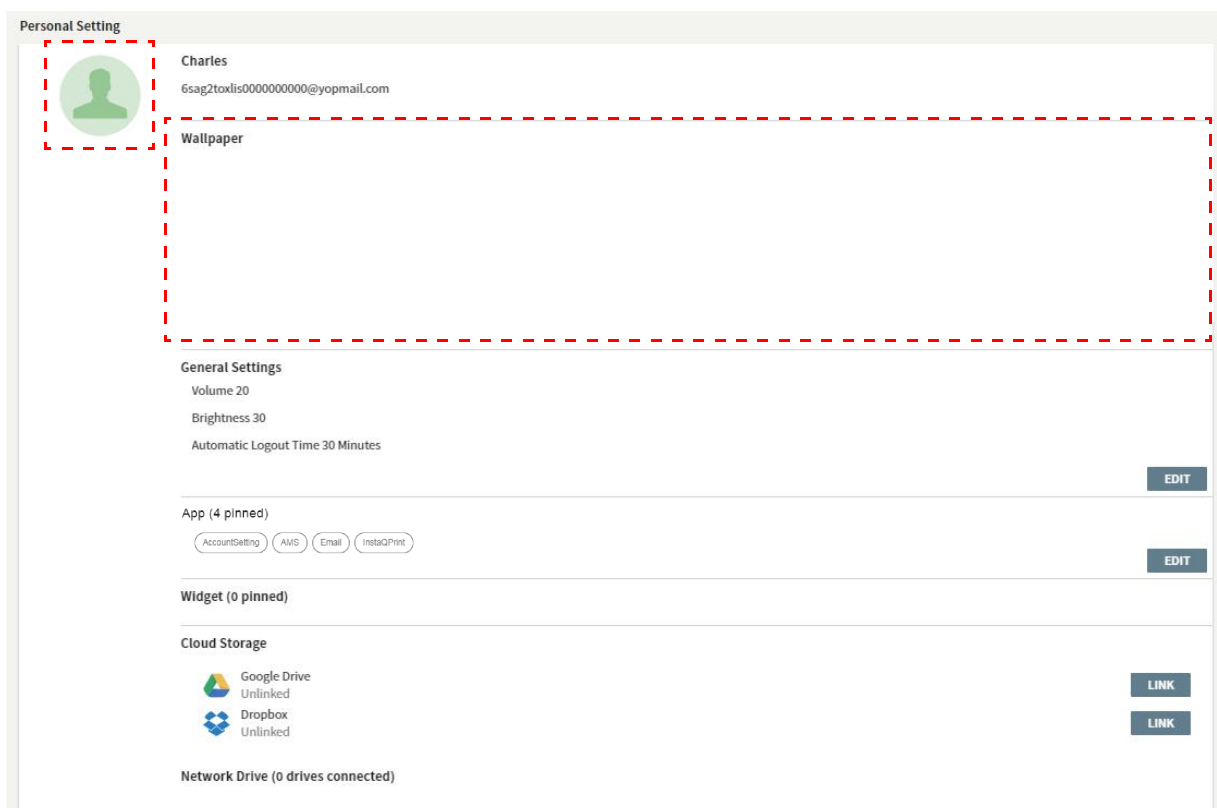 Personal Setting
Charles
6sag2toxlis0000000000@yopmail.com
Wallpaper
General Settings
Volume 20
Brightness 30
Automatic Logout Time 30 Minutes
EDIT
App (4 pinned)
AccountSetting AMS Email InstaQPrint
EDIT
Widget (0 pinned)
Cloud Storage
Google Drive
Unlinked
LINK
Dropbox
Unlinked
LINK
Network Drive (0 drives connected)